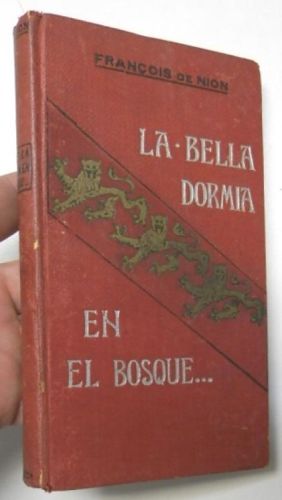 FRANÇOIS DE NION
LA·BELLA
DORMIA
EN
EL BOSQUE...